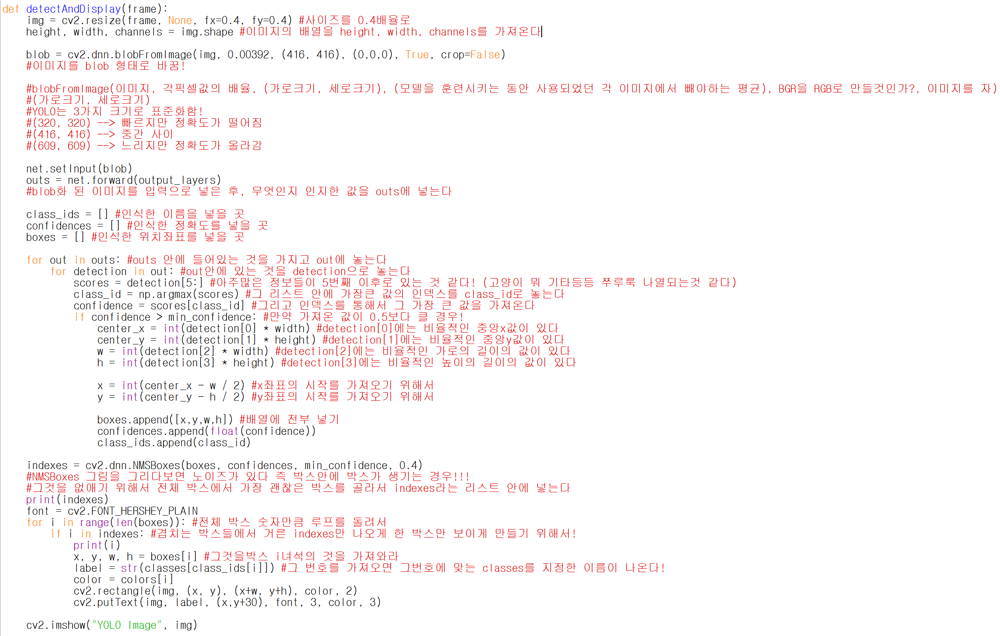 def detectAndDisplay(frame):
    img = cv2.resize(frame, None, fx=0.4, fy=0.4) #사이즈를 0.4배율로
    height, width, channels = img.shape #이미지의 배열을 height, width, channels를 가져온다

    blob = cv2.dnn.blobFromImage(img, 0.00392, (416, 416), (0,0,0), True, crop=False)
    #이미지를 blob 형태로 바꿈!

    #blobFromImage(이미지, 각픽셀값의 배율, (가로크기, 세로크기), (모델을 훈련시키는 동안 사용되었던 각 이미지에서 빼야하는 평균), BGR을 RGB로 만들것인가?, 이미지를 자)
    #(가로크기, 세로크기)
    #YOLO는 3가지 크기로 표준화함!
    #(320, 320) --> 빠르지만 정확도가 떨어짐
    #(416, 416) --> 중간 사이
    #(609, 609) --> 느리지만 정확도가 올라감

    net.setInput(blob)
    outs = net.forward(output_layers)
    #blob화 된 이미지를 입력으로 넣은 후, 무엇인지 인지한 값을 outs에 넣는다

    class_ids = [] #인식한 이름을 넣을 곳
    confidences = [] #인식한 정확도를 넣을 곳
    boxes = [] #인식한 위치좌표를 넣을 곳

    for out in outs: #outs 안에 들어있는 것을 가지고 out에 놓는다
        for detection in out: #out안에 있는 것을 detection으로 놓는다
            scores = detection[5:] #아주많은 정보들이 5번째 이후로 있는 것 같다! (고양이 뭐 기타등등 쭈루룩 나열되는것 같다)
            class_id = np.argmax(scores) #그 리스트 안에 가장큰 값의 인덱스를 class_id로 놓는다
            confidence = scores[class_id] #그리고 인덱스를 통해서 그 가장 큰 값을 가져온다
            if confidence > min_confidence: #만약 가져온 값이 0.5보다 클 경우!
                center_x = int(detection[0] * width) #detection[0]에는 비율적인 중앙x값이 있다
                center_y = int(detection[1] * height) #detection[1]에는 비율적인 중앙y값이 있다
                w = int(detection[2] * width) #detection[2]에는 비율적인 가로의 길이의 값이 있다
                h = int(detection[3] * height) #detection[3]에는 비율적인 높이의 길이의 값이 있다

                x = int(center_x - w / 2) #x좌표의 시작를 가져오기 위해서
                y = int(center_y - h / 2) #y좌표의 시작를 가져오기 위해서

                boxes.append([x,y,w,h]) #배열에 전부 넣기
                confidences.append(float(confidence))
                class_ids.append(class_id)

    indexes = cv2.dnn.NMSBoxes(boxes, confidences, min_confidence, 0.4)
    #NMSBoxes 그림을 그리다보면 노이즈가 있다 즉 박스안에 박스가 생기는 경우!!!
    #그것을 없애기 위해서 전체 박스에서 가장 괜찮은 박스를 골라서 indexes라는 리스트 안에 넣는다
    print(indexes)
    font = cv2.FONT_HERSHEY_PLAIN
    for i in range(len(boxes)): #전체 박스 숫자만큼 루프를 돌려서
        if i in indexes: #겹치는 박스들에서 거른 indexes만 나오게 한 박스만 보이게 만들기 위해서!
            print(i)
            x, y, w, h = boxes[i] #그것을박스 i녀석의 것을 가져와라
            label = str(classes[class_ids[i]]) #그 번호를 가져오면 그번호에 맞는 classes를 지정한 이름이 나온다!
            color = colors[i]
            cv2.rectangle(img, (x, y), (x+w, y+h), color, 2)
            cv2.putText(img, label, (x,y+30), font, 3, color, 3)

    cv2.imshow("YOLO Image", img)